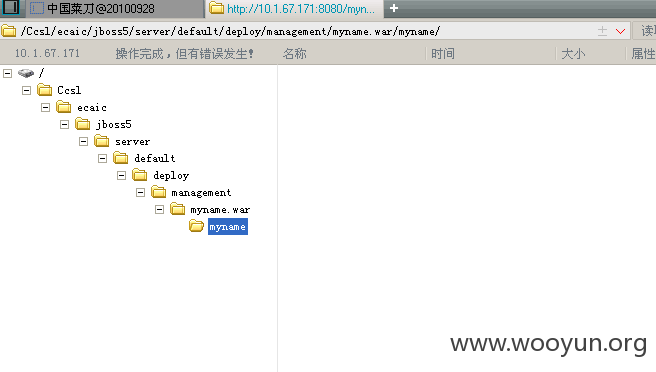 中国菜刀@20100928
http://10.1.67.171:8080/myn...
/Ccsl/ecaic/jboss5/server/default/deploy/management/myname.war/myname/
读
10.1.67.171 操作完成，但有错误发生! 名称 时间 大小 属性
/
Ccsl
ecaic
jboss5
server
default
deploy
management
myname.war
myname
www.wooyun.org